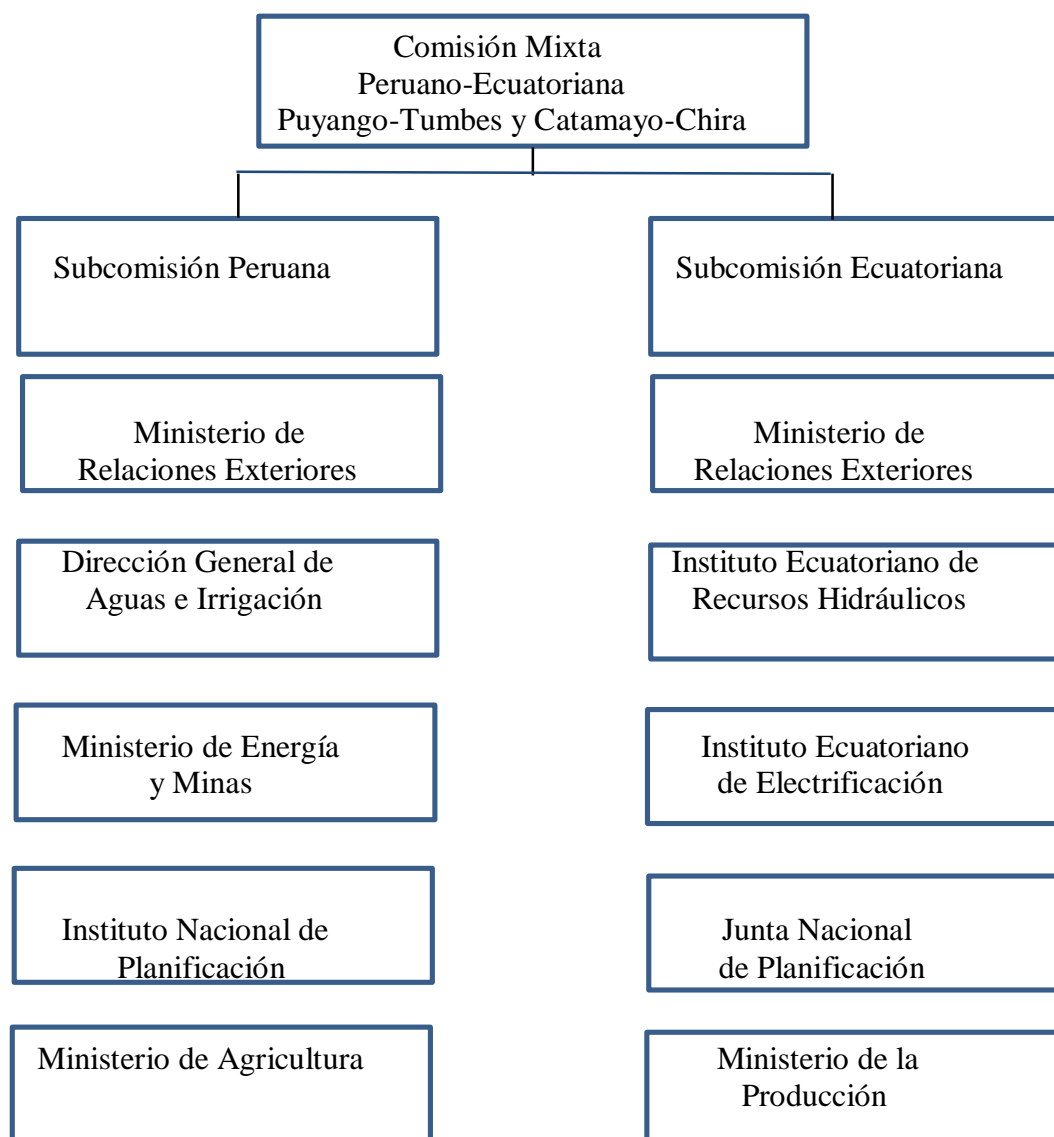 Comisión Mixta
Peruano-Ecuatoriana
Puyango-Tumbes y Catamayo-Chira
Subcomisión Peruana
Subcomisión Ecuatoriana
Ministerio de
Relaciones Exteriores
Ministerio de
Relaciones Exteriores
Dirección General de
Aguas e Irrigación
Instituto Ecuatoriano de
Recursos Hidráulicos
Ministerio de Energía
y Minas
Instituto Ecuatoriano
de Electrificación
Instituto Nacional de
Planificación
Junta Nacional
de Planificación
Ministerio de Agricultura
Ministerio de la
Producción